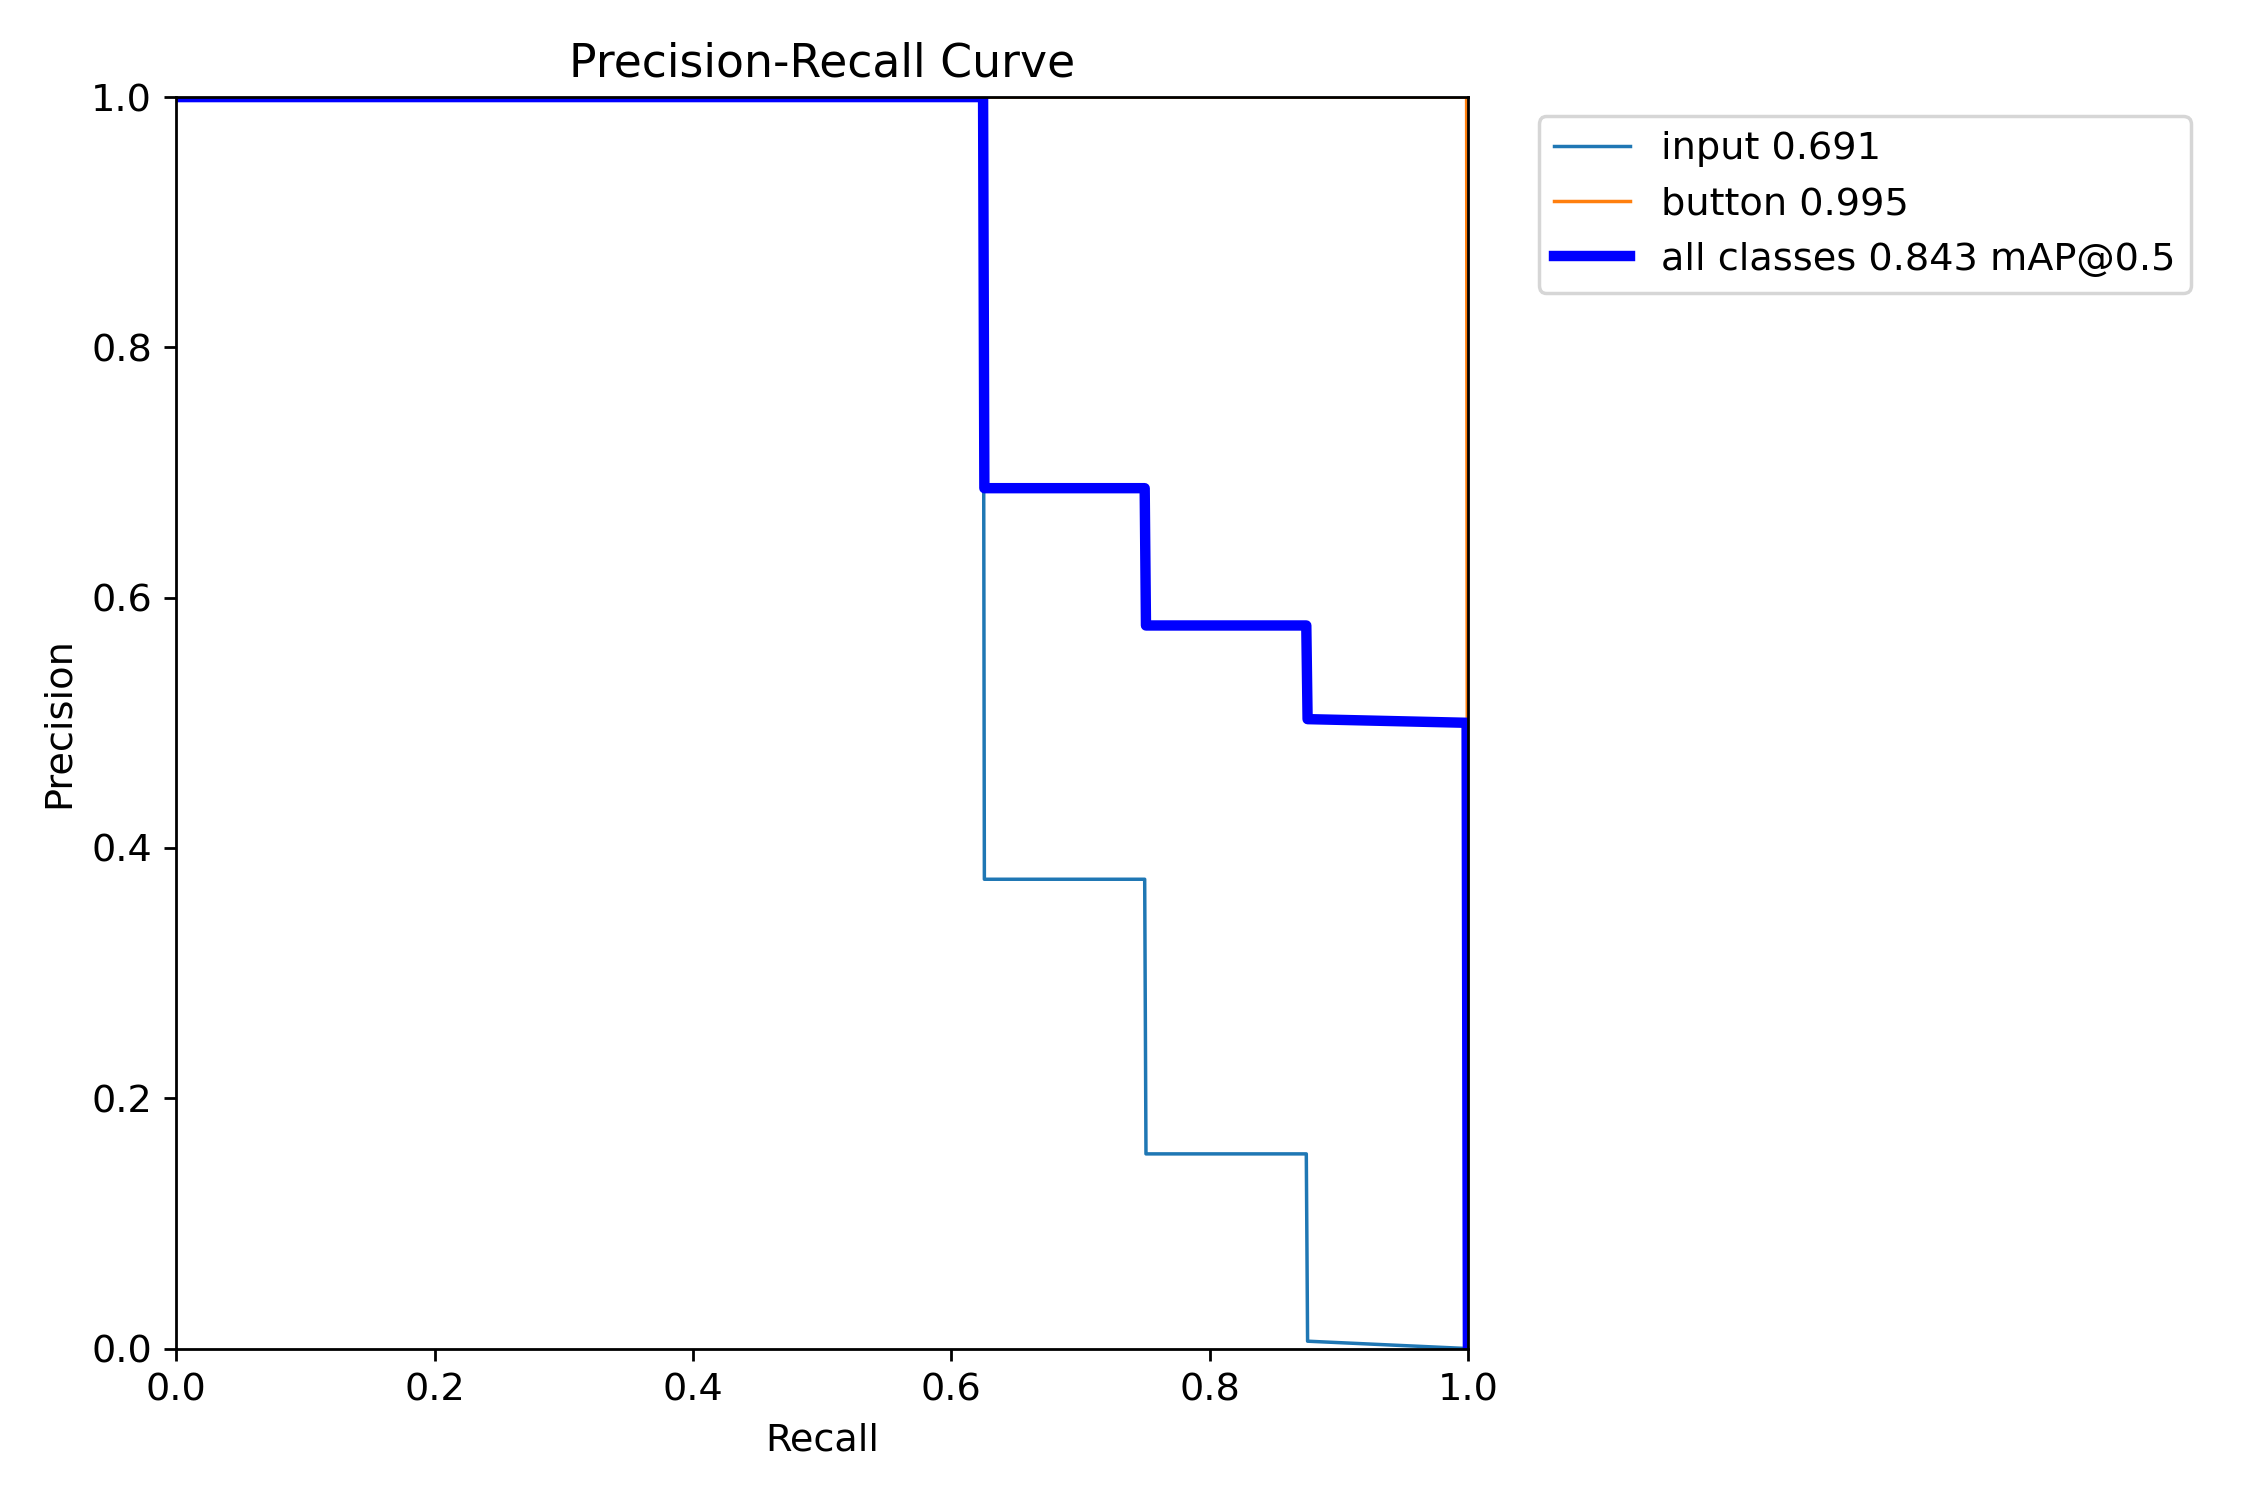 Precision-Recall Curve
input 0.691
button 0.995
all classes 0.843 mAP@0.5
1.0
0.8
0.6
0.4
0.2
0.0
Precision
0.0 0.2 0.4 0.6 0.8 1.0
Recall